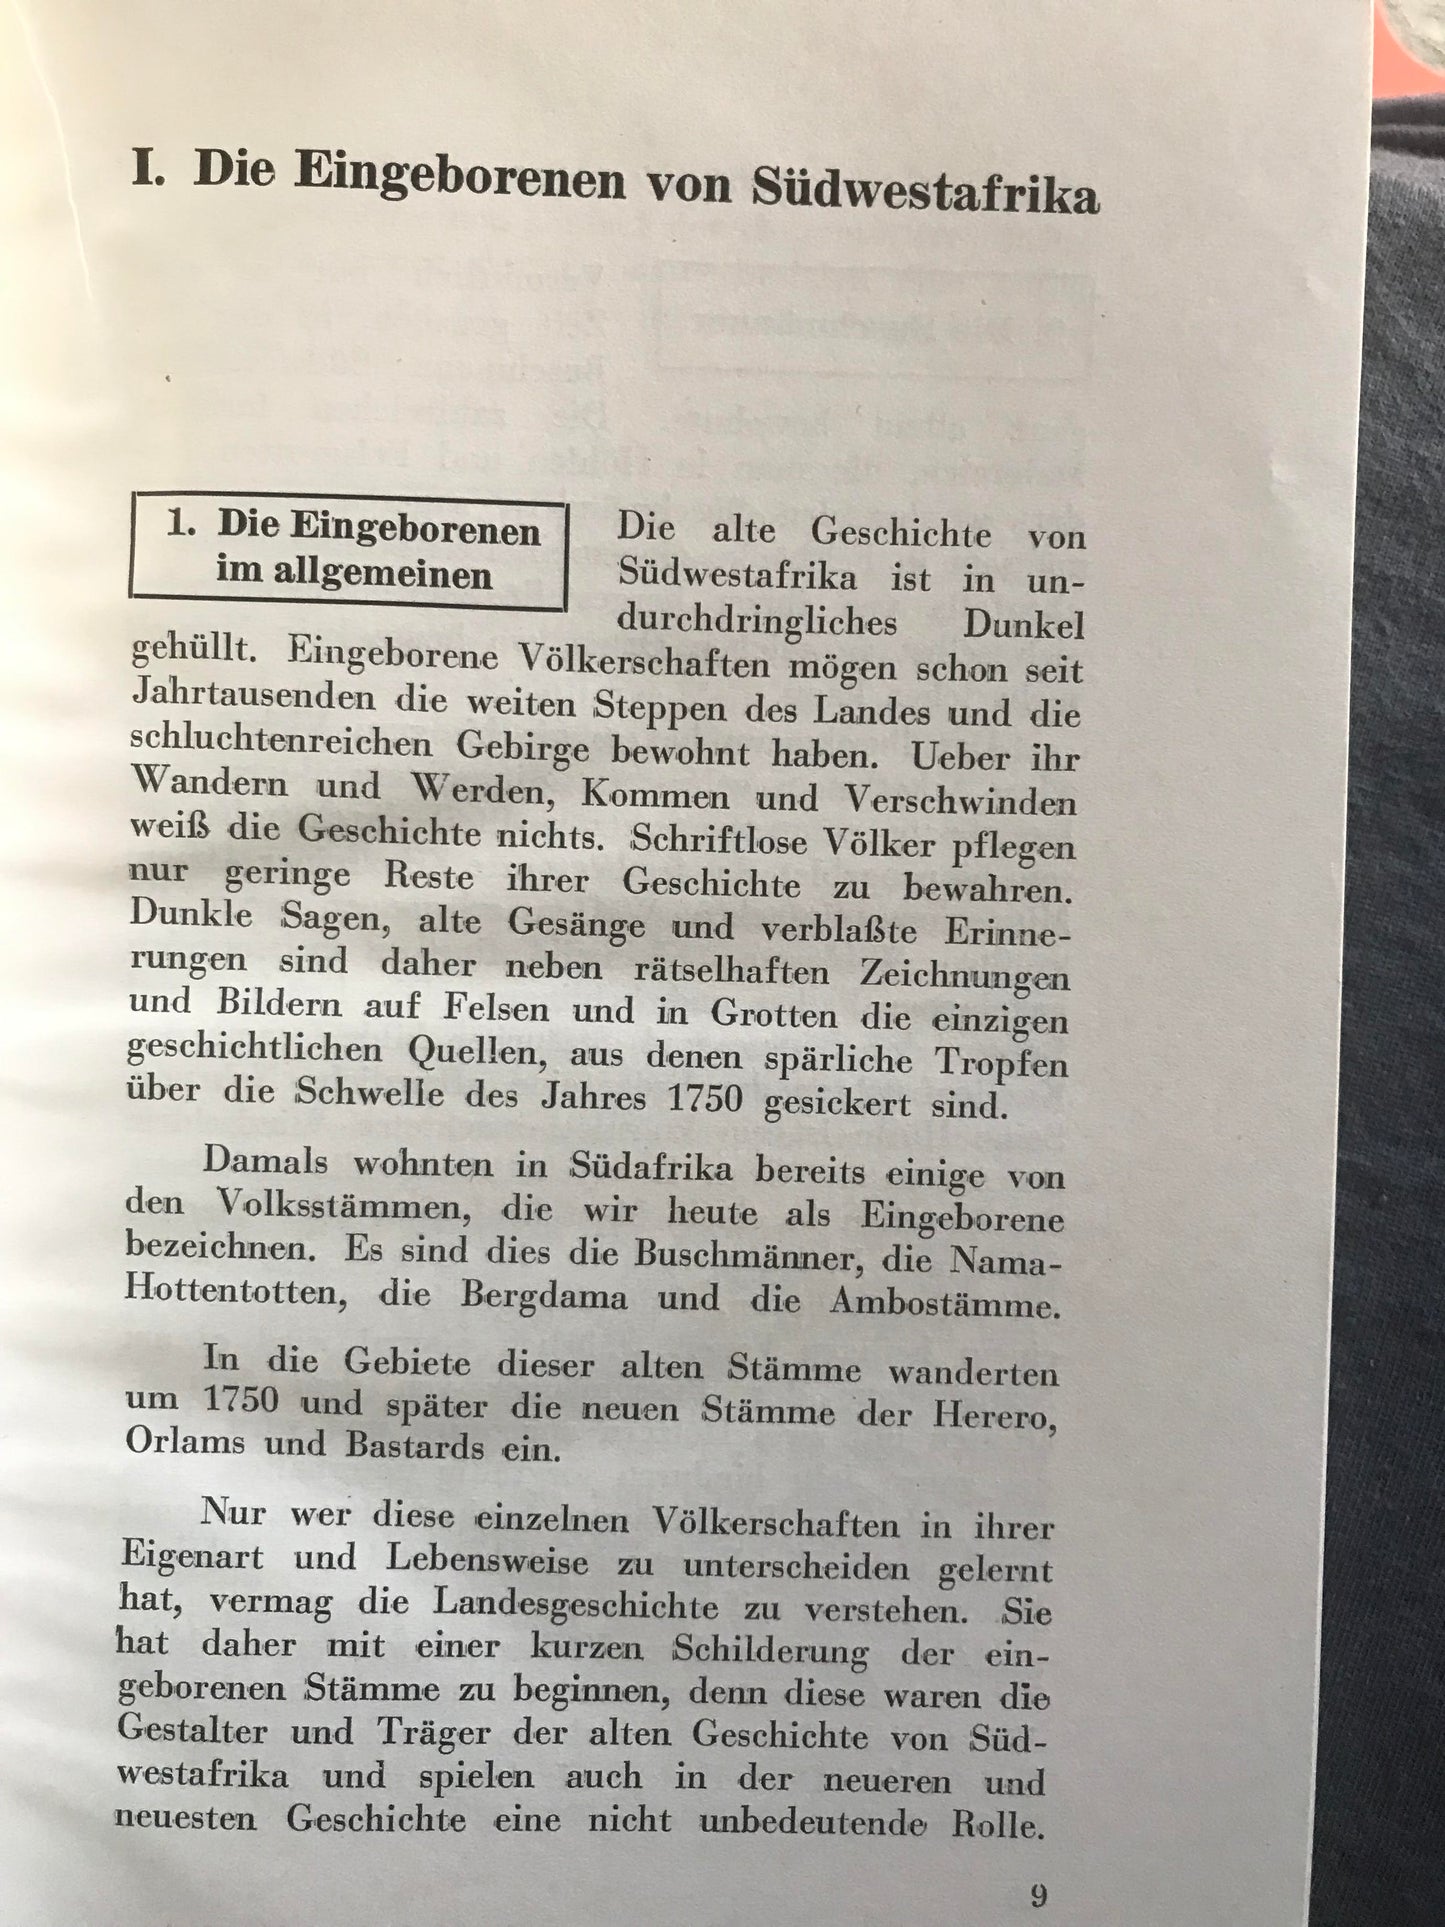 I. Die Eingeborenen von Südwestafrika
1. Die Eingeborenen
im allgemeinen
Die alte Geschichte von
Südwestafrika ist in un-
durchdringliches Dunkel
gehüllt. Eingeborene Völkerschaften mögen schon seit
Jahrtausenden die weiten Steppen des Landes und die
schluchtenreichen Gebirge bewohnt haben. Ueber ihr
Wandern und Werden, Kommen und Verschwinden
weiß die Geschichte nichts. Schriftlose Völker pflegen
nur geringe Reste ihrer Geschichte zu bewahren.
Dunkle Sagen, alte Gesänge und verblaßte Erinne-
rungen sind daher neben rätselhaften Zeichnungen
und Bildern auf Felsen und in Grotten die einzigen
geschichtlichen Quellen, aus denen spärliche Tropfen
über die Schwelle des Jahres 1750 gesickert sind.
Damals wohnten in Südafrika bereits einige von
den Volksstämmen, die wir heute als Eingeborene
bezeichnen. Es sind dies die Buschmänner, die Nama-
Hottentotten, die Bergdama und die Ambostämme.
In die Gebiete dieser alten Stämme wanderten
um 1750 und später die neuen Stämme der Herero,
Orlams und Bastards ein.
Nur wer diese einzelnen Völkerschaften in ihrer
Eigenart und Lebensweise zu unterscheiden gelernt
hat, vermag die Landesgeschichte zu verstehen. Sie
hat daher mit einer kurzen Schilderung der ein-
geborenen Stämme zu beginnen, denn diese waren die
Gestalter und Träger der alten Geschichte von Süd-
westafrika und spielen auch in der neueren und
neuesten Geschichte eine nicht unbedeutende Rolle.
9